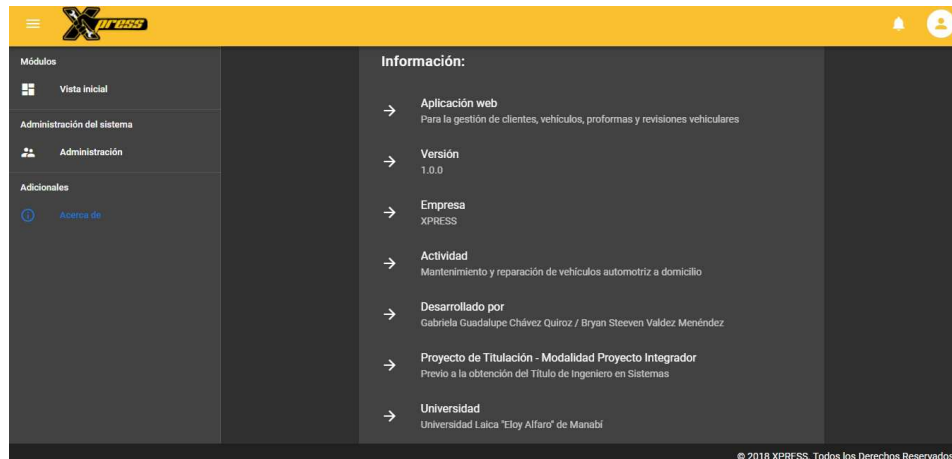 Xpress
Módulos
Vista inicial
Administración del sistema
Administración
Adicionales
Acerca de
Información:
Aplicación web
Para la gestión de clientes, vehículos, proformas y revisiones vehiculares
Versión
1.0.0
Empresa
XPRESS
Actividad
Mantenimiento y reparación de vehículos automotriz a domicilio
Desarrollado por
Gabriela Guadalupe Chávez Quiroz / Bryan Steeven Valdez Menéndez
Proyecto de Titulación - Modalidad Proyecto Integrador
Previo a la obtención del Título de Ingeniero en Sistemas
Universidad
Universidad Laica "Eloy Alfaro" de Manabí
© 2018 XPRESS. Todos los Derechos Reservados